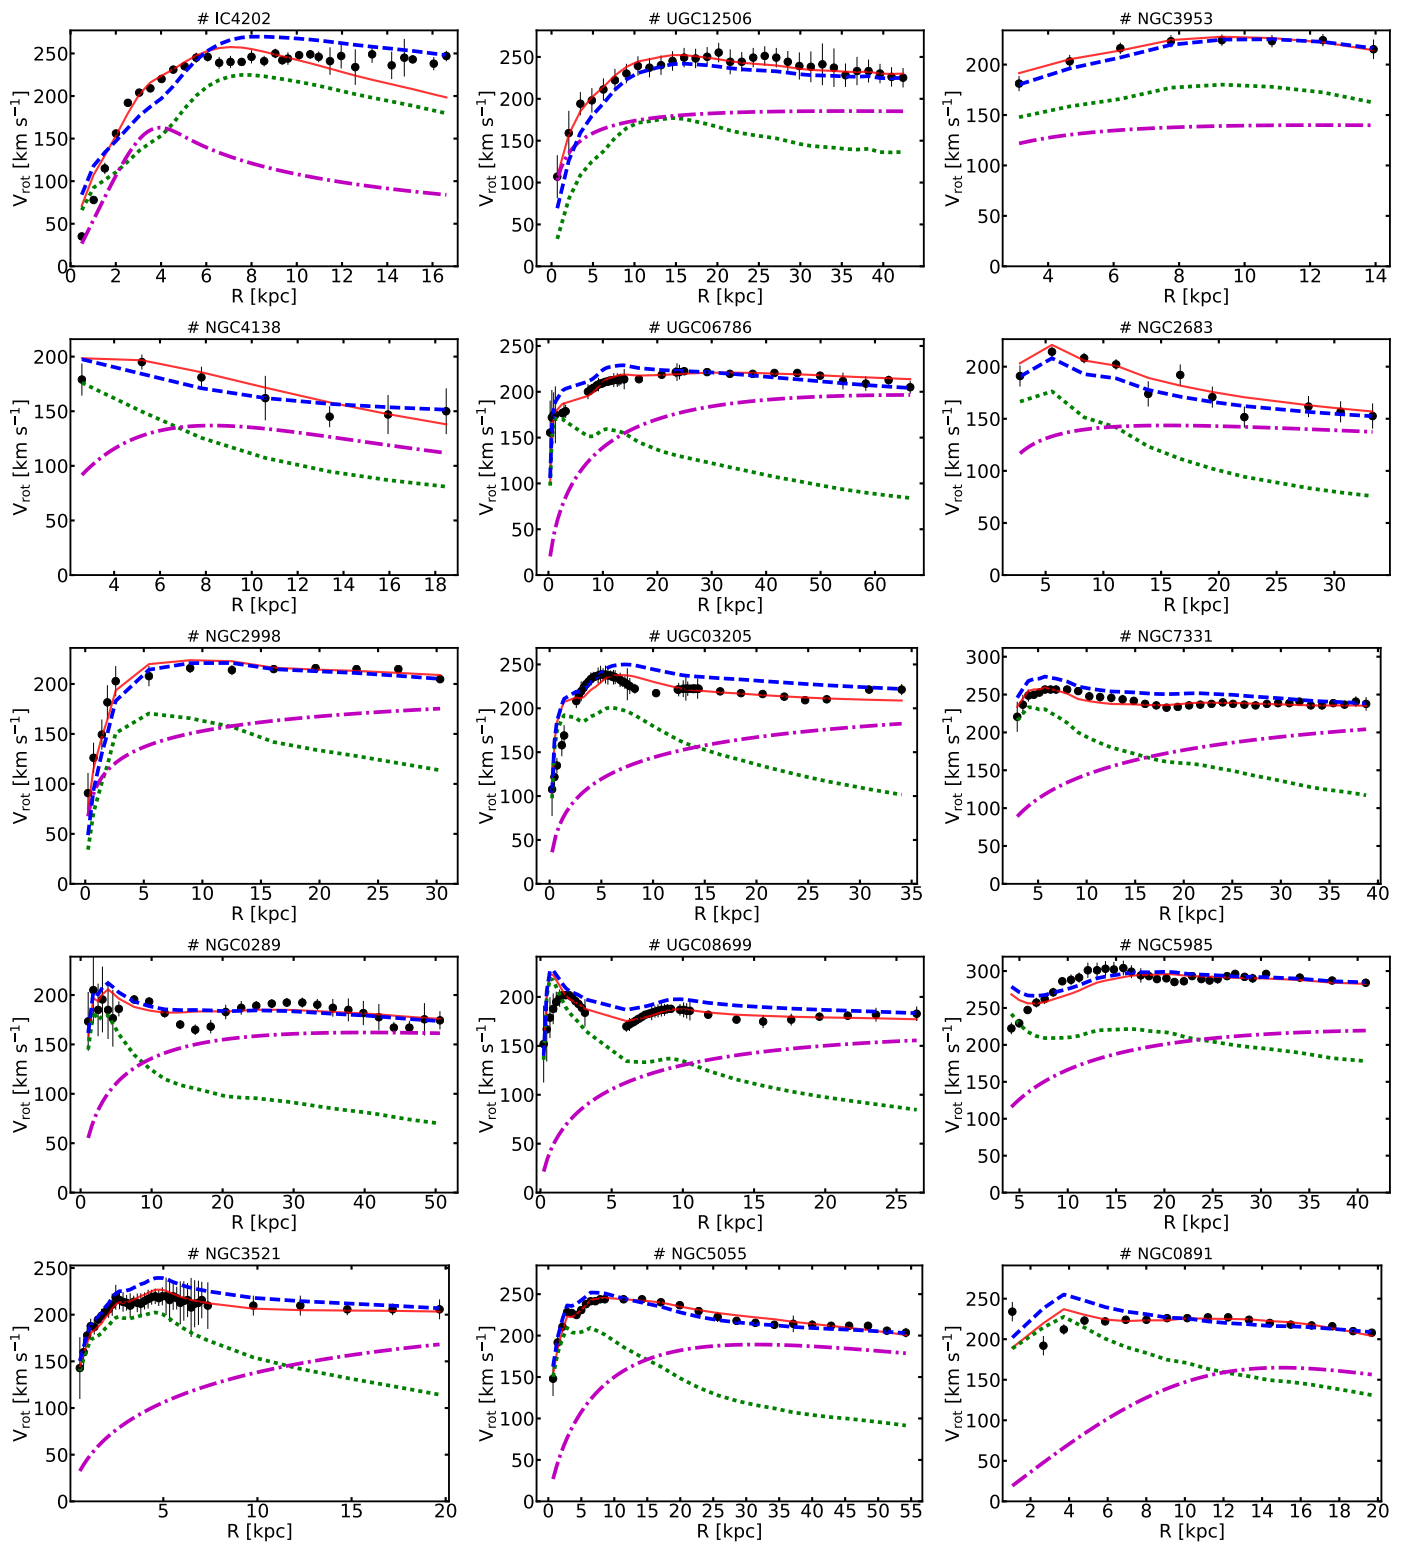 # IC4202
# UGC12506
# NGC3953
V_rot [km s⁻¹]
250
200
150
100
50
0
0 2 4 6 8 10 12 14 16
R [kpc]
V_rot [km s⁻¹]
250
200
150
100
50
0
0 5 10 15 20 25 30 35 40
R [kpc]
V_rot [km s⁻¹]
200
150
100
50
0
4 6 8 10 12 14
R [kpc]
# NGC4138
# UGC06786
# NGC2683
V_rot [km s⁻¹]
200
150
100
50
0
4 6 8 10 12 14 16 18
R [kpc]
V_rot [km s⁻¹]
250
200
150
100
50
0
0 10 20 30 40 50 60
R [kpc]
V_rot [km s⁻¹]
200
150
100
50
0
5 10 15 20 25 30
R [kpc]
# NGC2998
# UGC03205
# NGC7331
V_rot [km s⁻¹]
200
150
100
50
0
0 5 10 15 20 25 30
R [kpc]
V_rot [km s⁻¹]
250
200
150
100
50
0
0 5 10 15 20 25 30 35
R [kpc]
V_rot [km s⁻¹]
300
250
200
150
100
50
0
5 10 15 20 25 30 35 40
R [kpc]
# NGC0289
# UGC08699
# NGC5985
V_rot [km s⁻¹]
200
150
100
50
0
0 10 20 30 40 50
R [kpc]
V_rot [km s⁻¹]
200
150
100
50
0
0 5 10 15 20 25
R [kpc]
V_rot [km s⁻¹]
300
250
200
150
100
50
0
5 10 15 20 25 30 35 40
R [kpc]
# NGC3521
# NGC5055
# NGC0891
V_rot [km s⁻¹]
250
200
150
100
50
0
5 10 15 20
R [kpc]
V_rot [km s⁻¹]
250
200
150
100
50
0
0 5 10 15 20 25 30 35 40 45 50 55
R [kpc]
V_rot [km s⁻¹]
250
200
150
100
50
0
2 4 6 8 10 12 14 16 18 20
R [kpc]